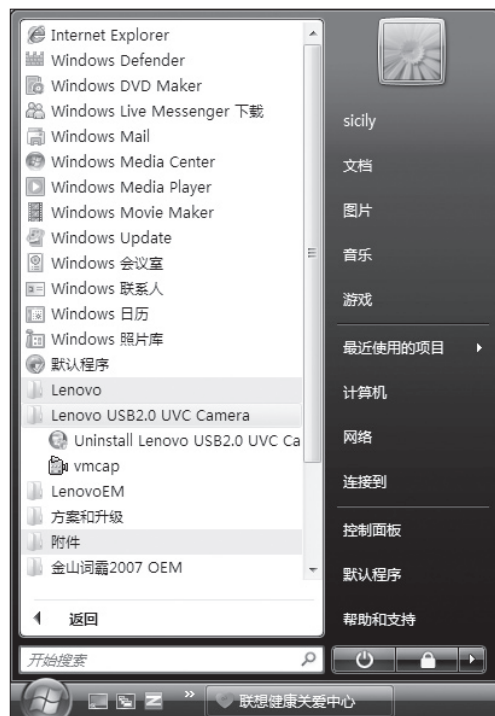 Internet Explorer
Windows Defender
Windows DVD Maker
Windows Live Messenger 下载
Windows Mail
Windows Media Center
Windows Media Player
Windows Movie Maker
Windows Update
Windows 会议室
Windows 联系人
Windows 日历
Windows 照片库
默认程序
Lenovo
Lenovo USB2.0 UVC Camera
Uninstall Lenovo USB2.0 UVC Ca
vmcap
LenovoEM
方案和升级
附件
金山词霸2007 OEM
返回
开始搜索
sicily
文档
图片
音乐
游戏
最近使用的项目
计算机
网络
连接到
控制面板
默认程序
帮助和支持
联想健康关爱中心